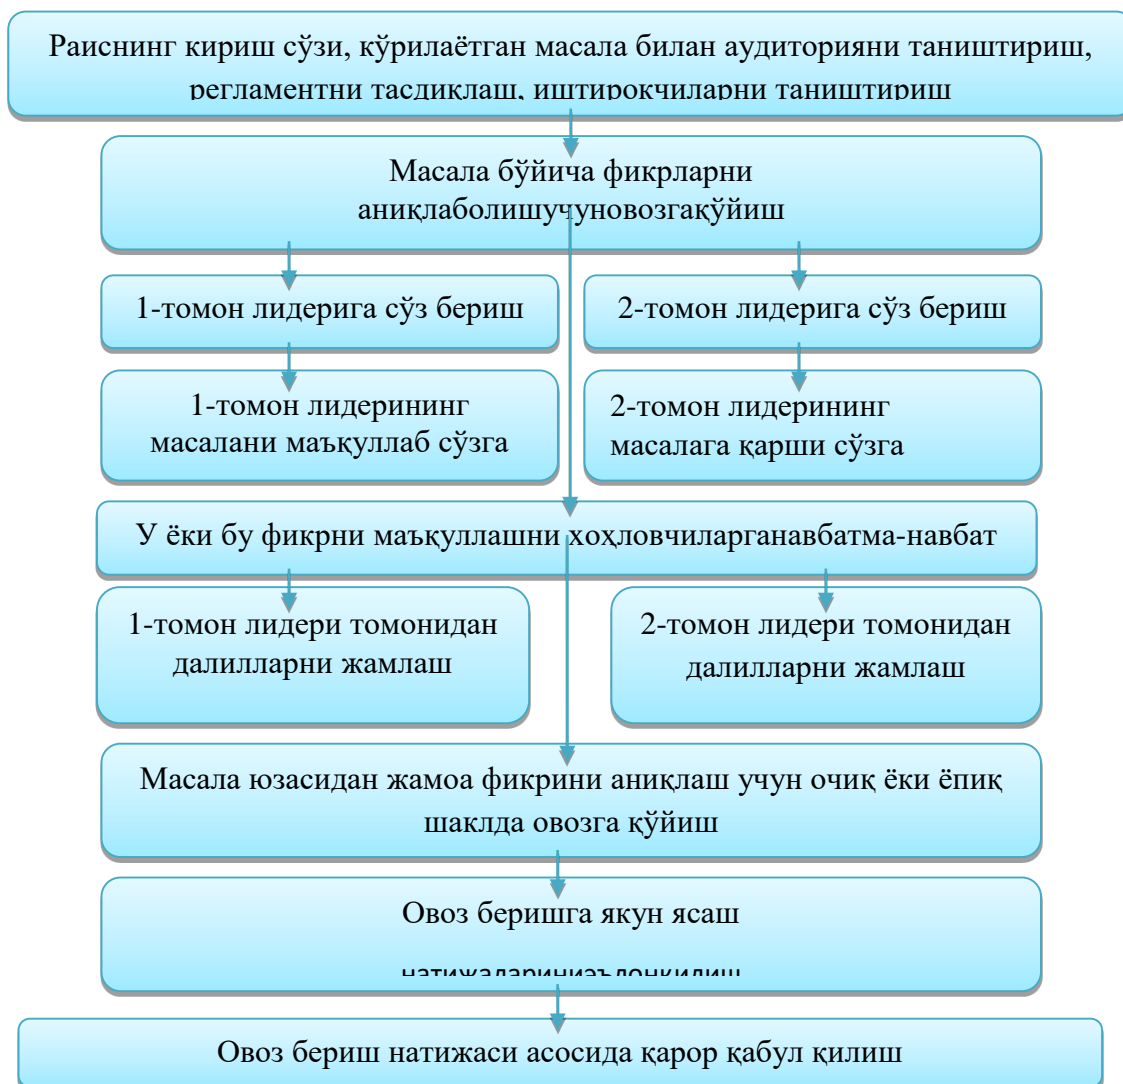 Раиснинг кириш сўзи, кўрилаётган масала билан аудиторияни таништириш,
регламентни тасдиқлаш, иштирокчиларни таништириш
Масала бўйича фикрларни
аниқлаболишучуновозгақўйиш
1-томон лидерига сўз бериш
2-томон лидерига сўз бериш
1-томон лидерининг
масалани маъқуллаб сўзга
2-томон лидерининг
масалага қарши сўзга
У ёки бу фикрни маъқуллашни хоҳловчиларганавбатма-навбат
1-томон лидери томонидан
далилларни жамлаш
2-томон лидери томонидан
далилларни жамлаш
Масала юзасидан жамоа фикрини аниқлаш учун очиқ ёки ёпиқ
шаклда овозга қўйиш
Овоз беришга якун ясаш
натижалариниэълонқилиш
Овоз бериш натижаси асосида қарор қабул қилиш